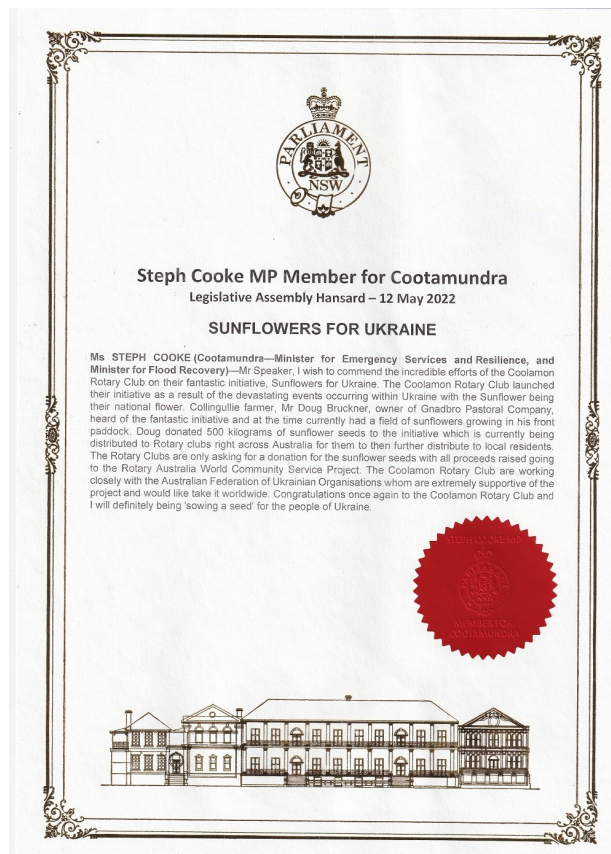 PARLIAMENT
NSW
Steph Cooke MP Member for Cootamundra
Legislative Assembly Hansard – 12 May 2022
SUNFLOWERS FOR UKRAINE
Ms STEPH COOKE (Cootamundra—Minister for Emergency Services and Resilience, and
Minister for Flood Recovery)—Mr Speaker, I wish to commend the incredible efforts of the Coolamon
Rotary Club on their fantastic initiative, Sunflowers for Ukraine. The Coolamon Rotary Club launched
their initiative as a result of the devastating events occurring within Ukraine with the Sunflower being
their national flower. Collingullie farmer, Mr Doug Bruckner, owner of Gnadbro Pastoral Company,
heard of the fantastic initiative and at the time currently had a field of sunflowers growing in his front
paddock. Doug donated 500 kilograms of sunflower seeds to the initiative which is currently being
distributed to Rotary clubs right across Australia for them to then further distribute to local residents.
The Rotary Clubs are only asking for a donation for the sunflower seeds with all proceeds raised going
to the Rotary Australia World Community Service Project. The Coolamon Rotary Club are working
closely with the Australian Federation of Ukrainian Organisations whom are extremely supportive of the
project and would like take it worldwide. Congratulations once again to the Coolamon Rotary Club and
I will definitely being ‘sowing a seed’ for the people of Ukraine.
STEPH COOKE MP
MEMBER FOR
COOTAMUNDRA